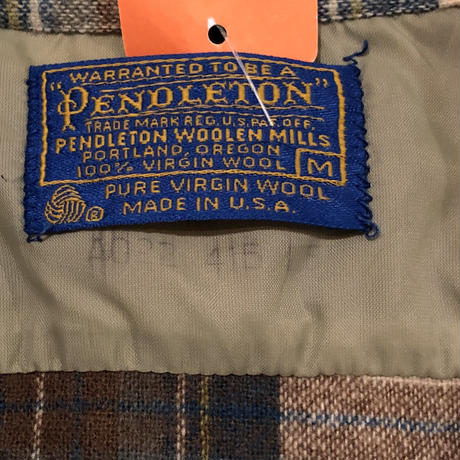 "WARRANTED TO BE A
PENDLETON"
TRADE MARK REG. U.S. PAT. OFF.
PENDLETON WOOLEN MILLS
PORTLAND, OREGON
100% VIRGIN WOOL M
PURE VIRGIN WOOL
® MADE IN U.S.A.
415